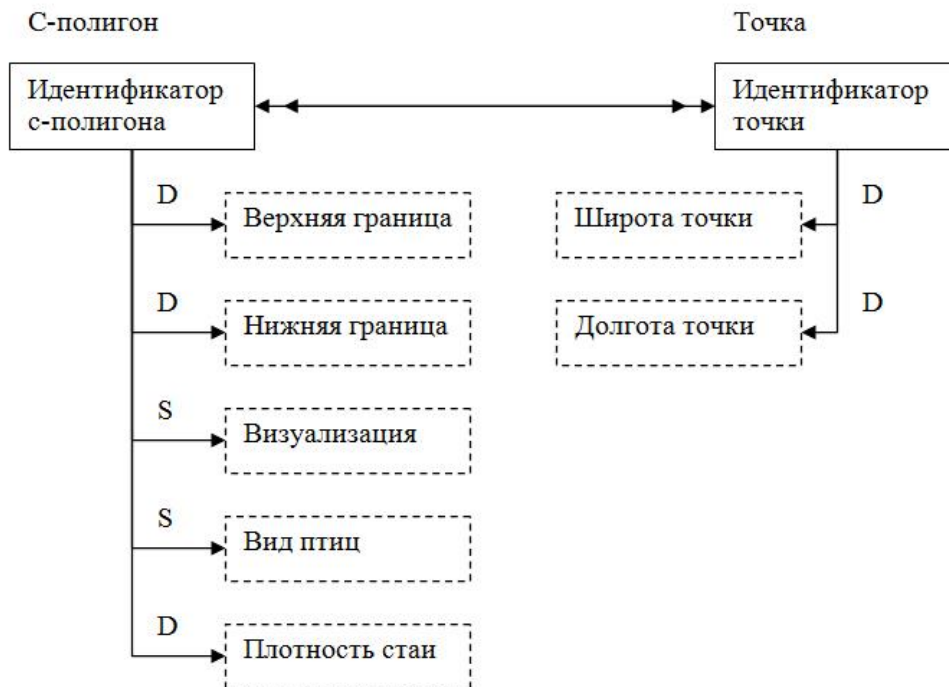 С-полигон
Точка
Идентификатор
с-полигона
Идентификатор
точки
D
Верхняя граница
D
Нижняя граница
S
Визуализация
S
Вид птиц
D
Плотность стаи
Широта точки
D
Долгота точки
D